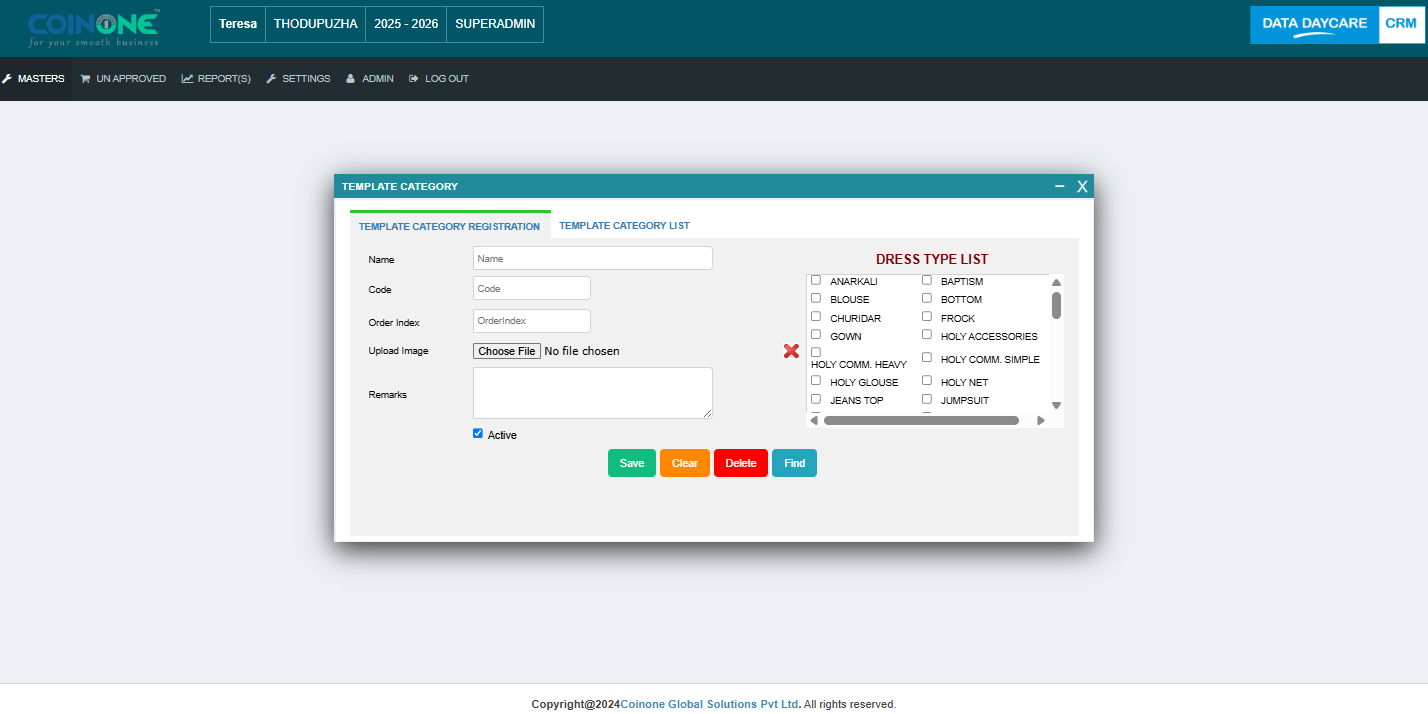 COINONE™
for your smooth business
Teresa THODUPUZHA 2025 - 2026 SUPERADMIN
DATA DAYCARE CRM
MASTERS UN APPROVED REPORT(S) SETTINGS ADMIN LOG OUT
TEMPLATE CATEGORY
– X
TEMPLATE CATEGORY REGISTRATION TEMPLATE CATEGORY LIST
Name Name
Code Code
Order Index OrderIndex
Upload Image Choose File No file chosen
Remarks
Active
DRESS TYPE LIST
ANARKALI BAPTISM
BLOUSE BOTTOM
CHURIDAR FROCK
GOWN HOLY ACCESSORIES
HOLY COMM. HEAVY HOLY COMM. SIMPLE
HOLY GLOUSE HOLY NET
JEANS TOP JUMPSUIT
Save Clear Delete Find
Copyright@2024Coinone Global Solutions Pvt Ltd. All rights reserved.